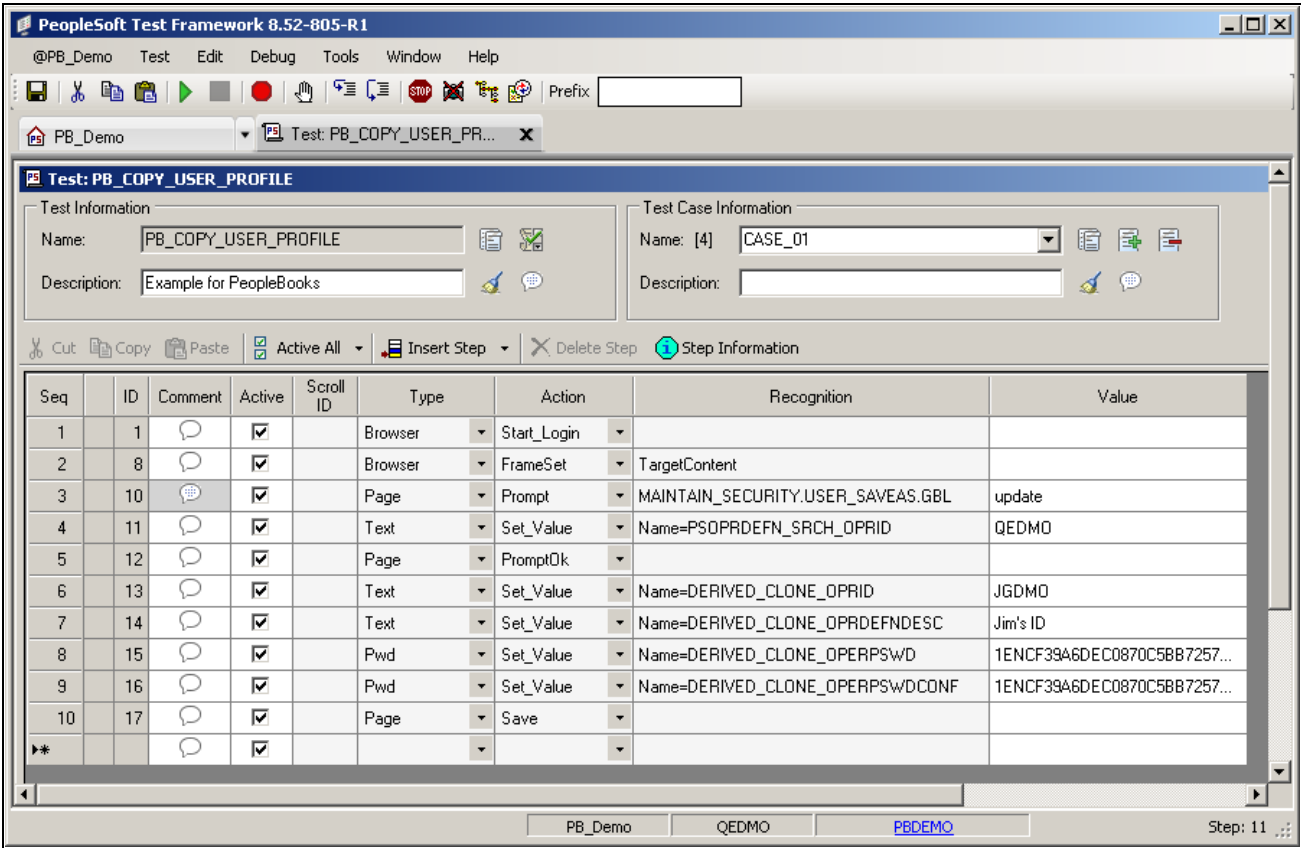 PeopleSoft Test Framework 8.52-805-R1
@PB_Demo Test Edit Debug Tools Window Help
STOP Prefix
PS PB_Demo PS Test: PB_COPY_USER_PR... X
PS Test: PB_COPY_USER_PROFILE
Test Information Test Case Information
Name: PB_COPY_USER_PROFILE Name: [4] CASE_01
Description: Example for PeopleBooks Description:
Cut Copy Paste Active All Insert Step Delete Step i Step Information
Seq ID Comment Active Scroll ID Type Action Recognition Value
1 1 Browser Start_Login
2 8 Browser FrameSet TargetContent
3 10 Page Prompt MAINTAIN_SECURITY.USER_SAVEAS.GBL update
4 11 Text Set_Value Name=PSOPRDEFN_SRCH_OPRID QEDMO
5 12 Page PromptOk
6 13 Text Set_Value Name=DERIVED_CLONE_OPRID JGDMO
7 14 Text Set_Value Name=DERIVED_CLONE_OPRDEFNDESC Jim's ID
8 15 Pwd Set_Value Name=DERIVED_CLONE_OPERPSWD 1ENCF39A6DEC0870C5BB7257...
9 16 Pwd Set_Value Name=DERIVED_CLONE_OPERPSWDCONF 1ENCF39A6DEC0870C5BB7257...
10 17 Page Save
PB_Demo QEDMO PBDEMO Step: 11